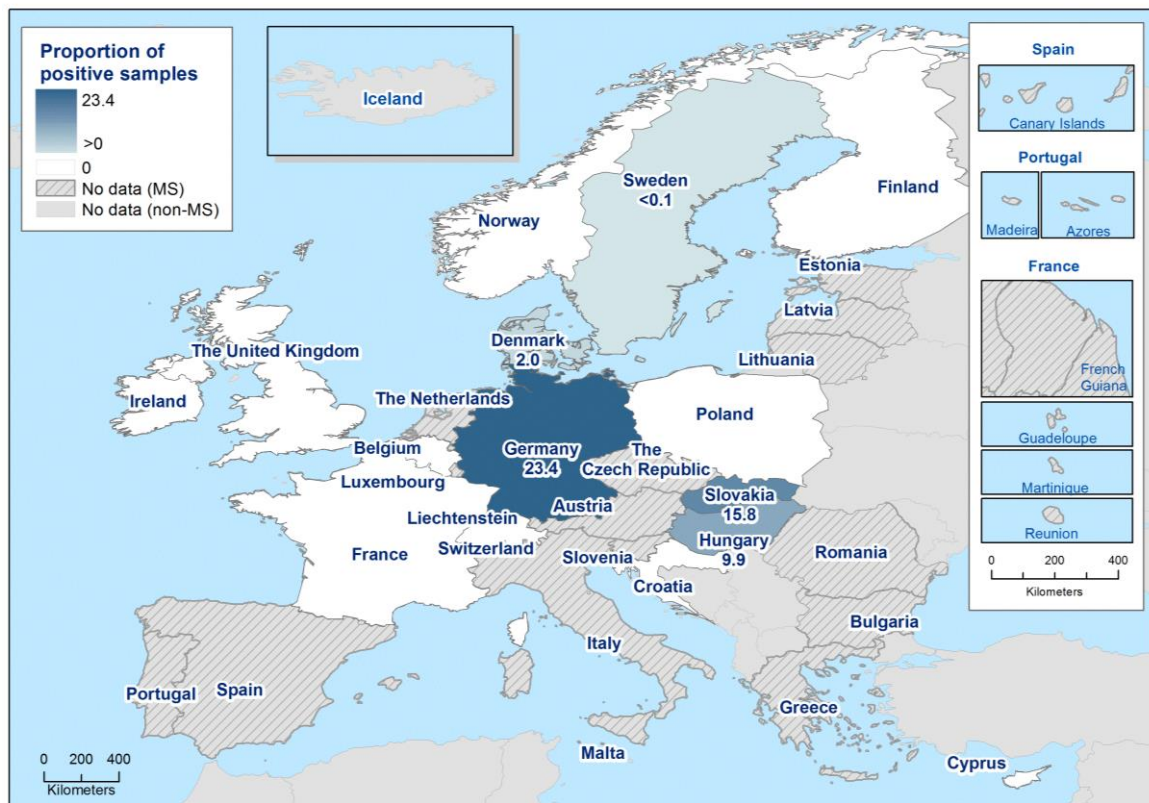 Proportion of
positive samples
23.4
>0
0
No data (MS)
No data (non-MS)
Iceland
Spain
Canary Islands
Portugal
Madeira
Azores
France
French
Guiana
Guadeloupe
Martinique
Reunion
0 200 400
Kilometers
Sweden
<0.1
Finland
Norway
Estonia
Latvia
Lithuania
Denmark
2.0
The United Kingdom
Ireland
The Netherlands
Poland
Belgium
Germany
23.4
The
Czech Republic
Luxembourg
Slovakia
15.8
Austria
Liechtenstein
Hungary
9.9
Switzerland
France
Slovenia
Romania
Croatia
Bulgaria
Italy
Portugal
Spain
Greece
Malta
Cyprus
0 200 400
Kilometers